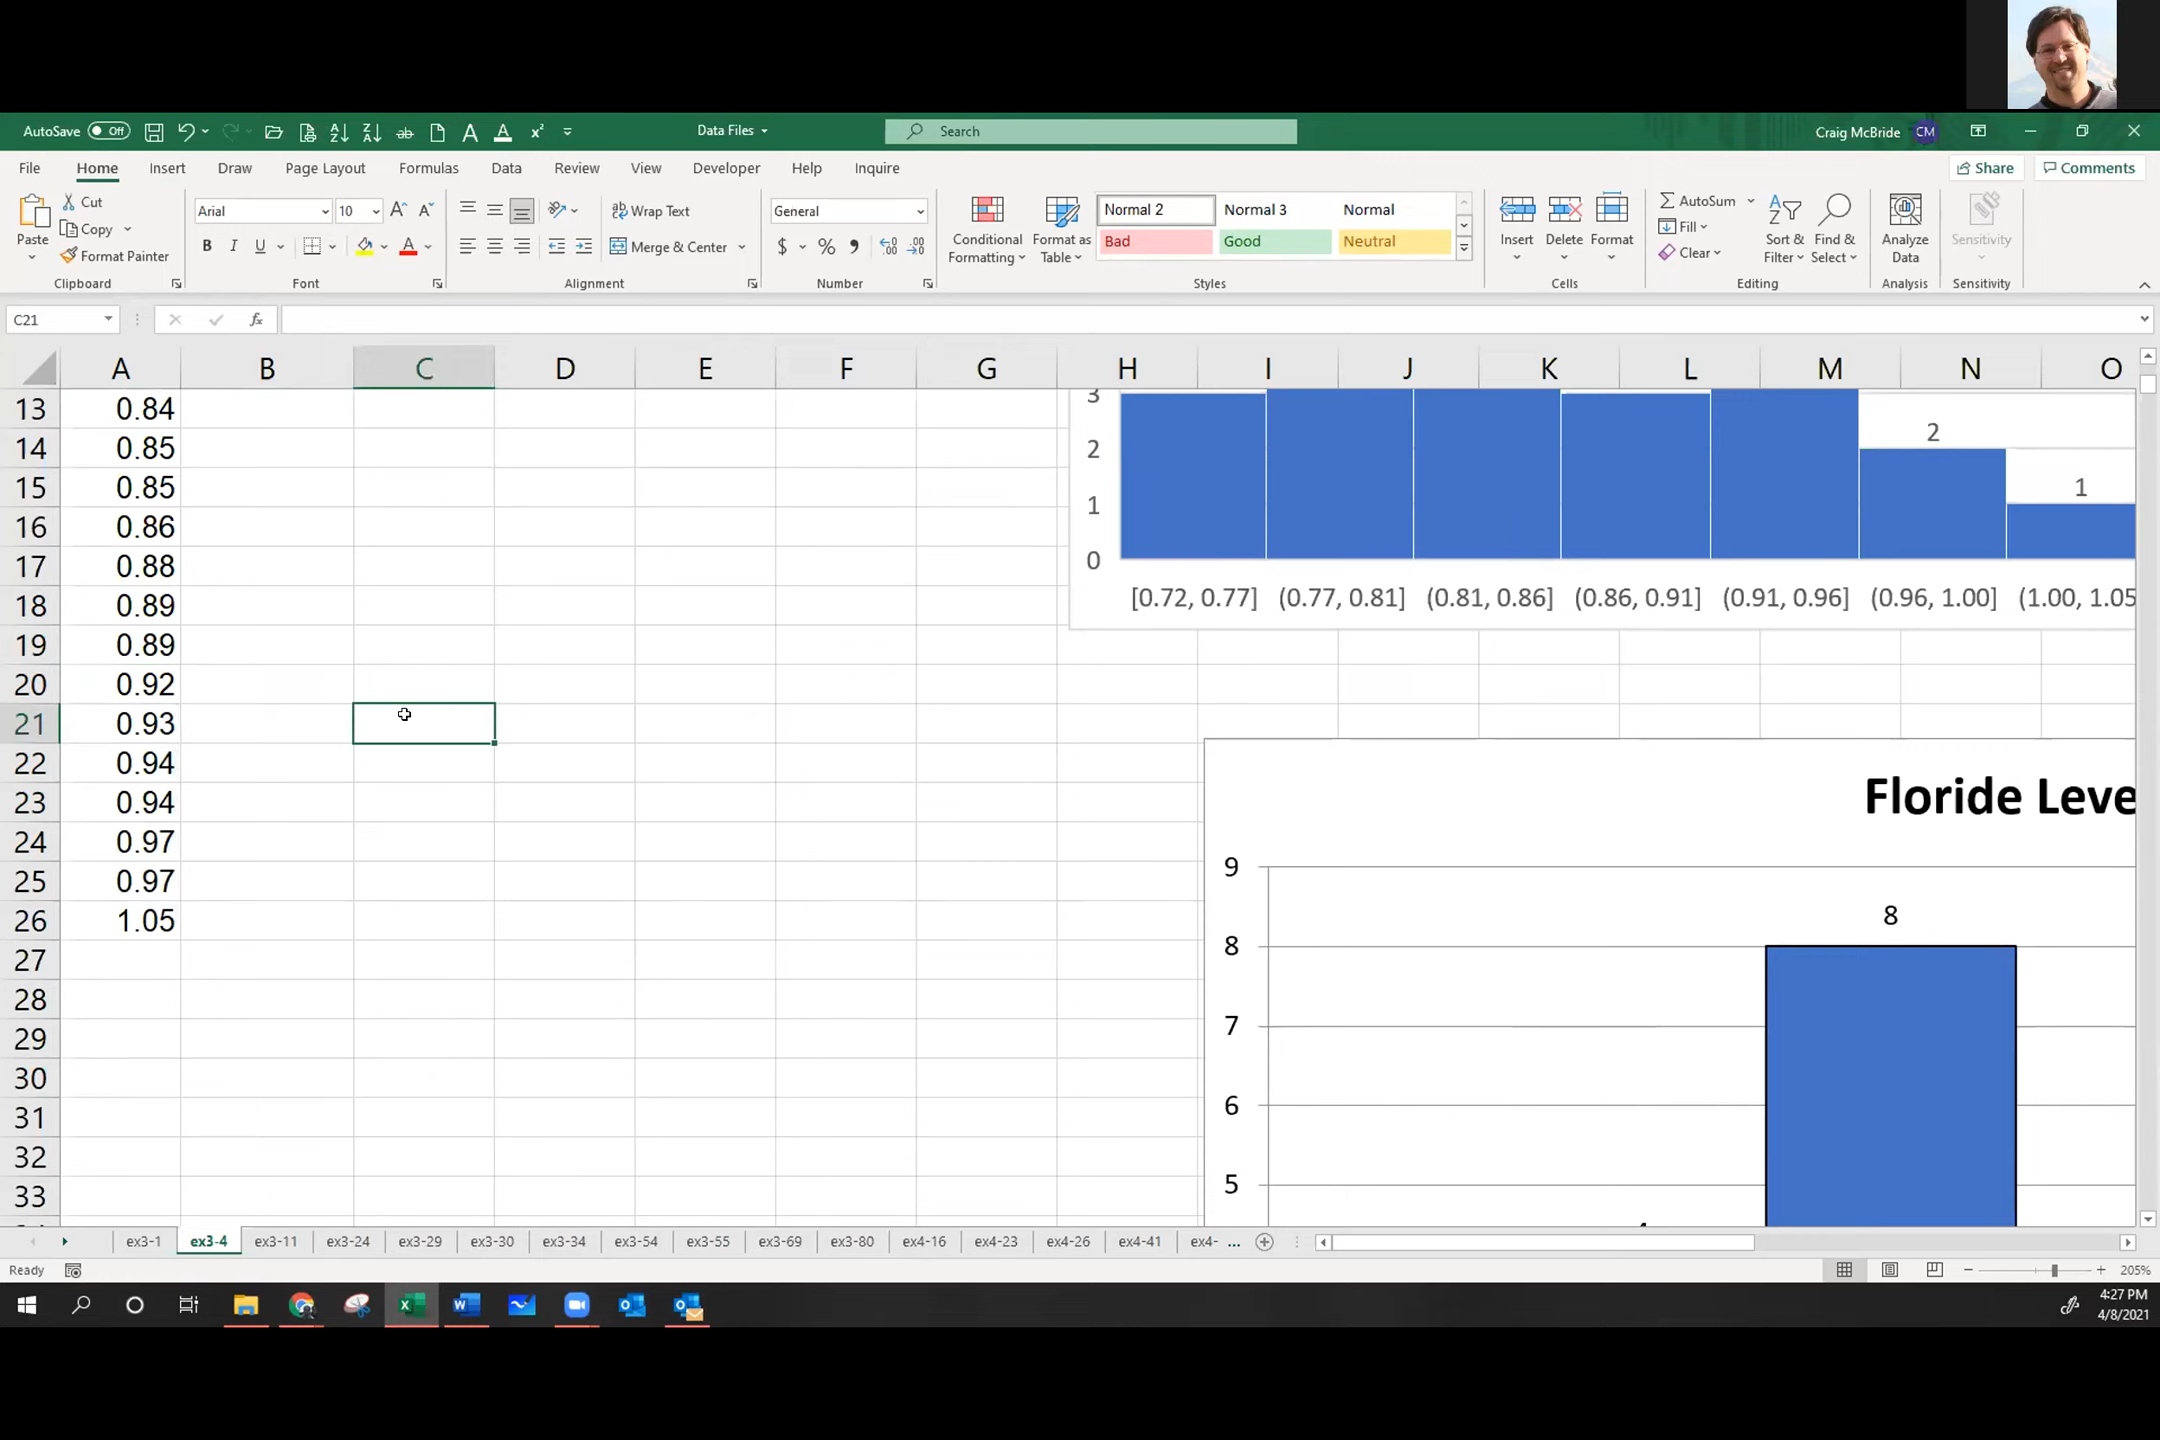 AutoSave Off
Data Files
Search
Craig McBride CM
File Home Insert Draw Page Layout Formulas Data Review View Developer Help Inquire
Share Comments
Paste
Cut
Copy
Format Painter
Clipboard
Arial 10
B I U
Font
Wrap Text
Merge & Center
Alignment
General
$ %
Number
Conditional
Formatting
Format as
Table
Normal 2 Normal 3 Normal
Bad Good Neutral
Styles
Insert Delete Format
Cells
AutoSum
Fill
Clear
Sort &
Filter
Find &
Select
Editing
Analyze
Data
Analysis
Sensitivity
Sensitivity
C21 fx
A B C D E F G H I J K L M N O
13 0.84
14 0.85
15 0.85
16 0.86
17 0.88
18 0.89
19 0.89
20 0.92
21 0.93
22 0.94
23 0.94
24 0.97
25 0.97
26 1.05
27
28
29
30
31
32
33
3
2
1
0
2
1
[0.72, 0.77] (0.77, 0.81] (0.81, 0.86] (0.86, 0.91] (0.91, 0.96] (0.96, 1.00] (1.00, 1.05
Floride Leve
9
8
7
6
5
8
ex3-1 ex3-4 ex3-11 ex3-24 ex3-29 ex3-30 ex3-34 ex3-54 ex3-55 ex3-69 ex3-80 ex4-16 ex4-23 ex4-26 ex4-41 ex4- ...
Ready
205%
4:27 PM
4/8/2021